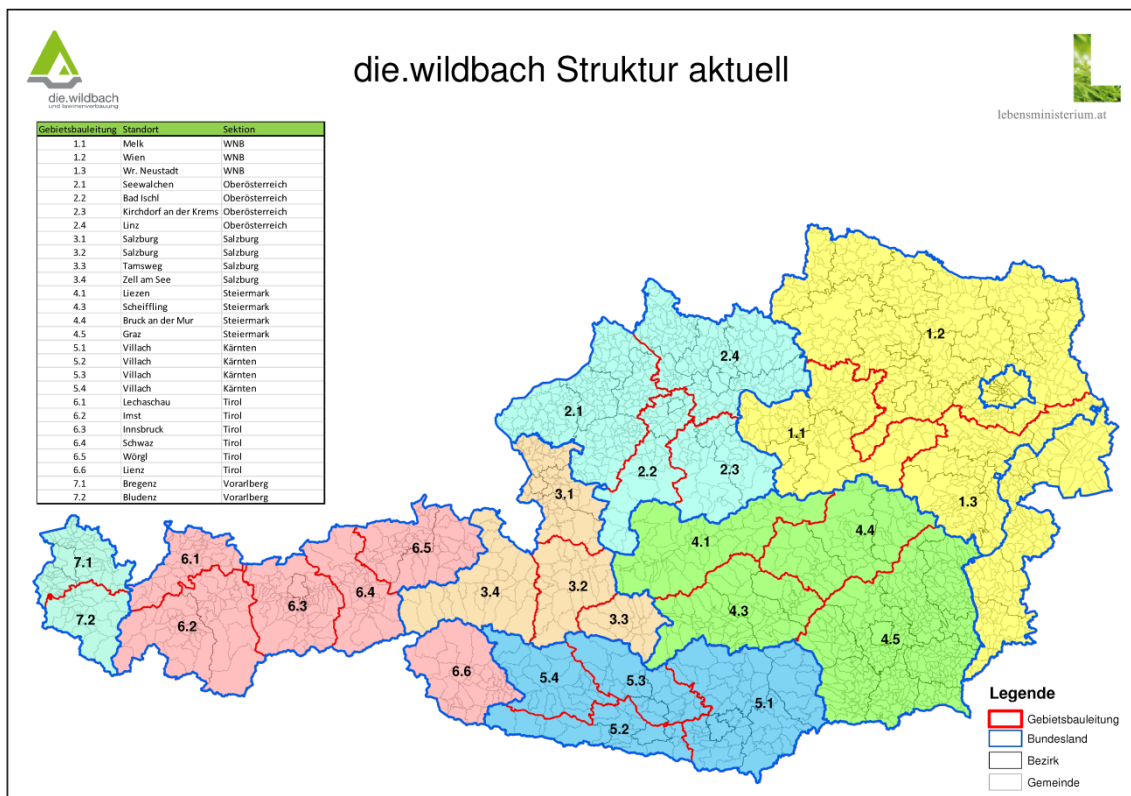 die.wildbach Struktur aktuell
die.wildbach
und lawinenverbauung
lebensministerium.at
Gebietsbauleitung Standort Sektion
1.1 Melk WNB
1.2 Wien WNB
1.3 Wr. Neustadt WNB
2.1 Seewalchen Oberösterreich
2.2 Bad Ischl Oberösterreich
2.3 Kirchdorf an der Krems Oberösterreich
2.4 Linz Oberösterreich
3.1 Salzburg Salzburg
3.2 Salzburg Salzburg
3.3 Tamsweg Salzburg
3.4 Zell am See Salzburg
4.1 Liezen Steiermark
4.3 Scheiffling Steiermark
4.4 Bruck an der Mur Steiermark
4.5 Graz Steiermark
5.1 Villach Kärnten
5.2 Villach Kärnten
5.3 Villach Kärnten
5.4 Villach Kärnten
6.1 Lechaschau Tirol
6.2 Imst Tirol
6.3 Innsbruck Tirol
6.4 Schwaz Tirol
6.5 Wörgl Tirol
6.6 Lienz Tirol
7.1 Bregenz Vorarlberg
7.2 Bludenz Vorarlberg
1.2
2.4
2.1
1.1
2.2
2.3
3.1
1.3
4.4
4.1
6.5
7.1
6.1
6.4
3.4
3.2
6.3
4.3
7.2
6.2
3.3
4.5
6.6
5.4
5.3
5.1
5.2
Legende
Gebietsbauleitung
Bundesland
Bezirk
Gemeinde